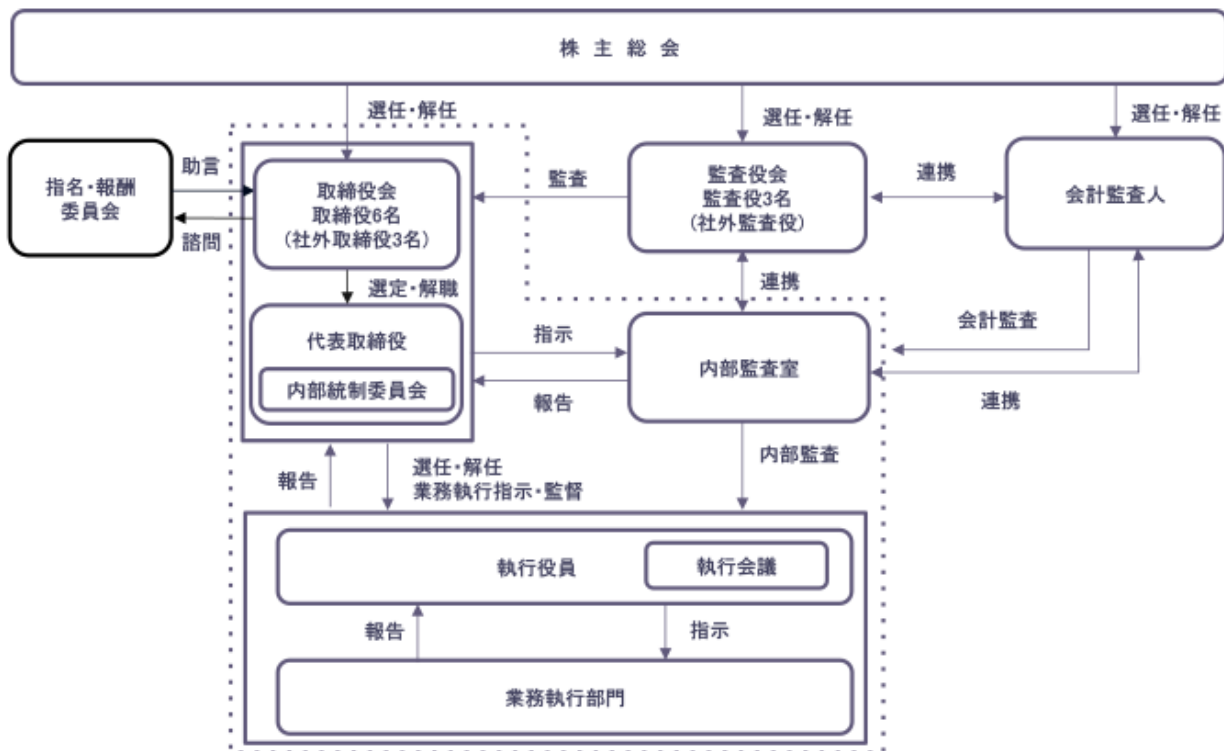 株 主 総 会
選任・解任
選任・解任
選任・解任
指名・報酬
委員会
助言
諮問
取締役会
取締役6名
(社外取締役3名)
監査
監査役会
監査役3名
(社外監査役)
連携
会計監査人
選定・解職
連携
代表取締役
内部統制委員会
指示
報告
内部監査室
会計監査
連携
報告
選任・解任
業務執行指示・監督
内部監査
執行役員
執行会議
報告
指示
業務執行部門